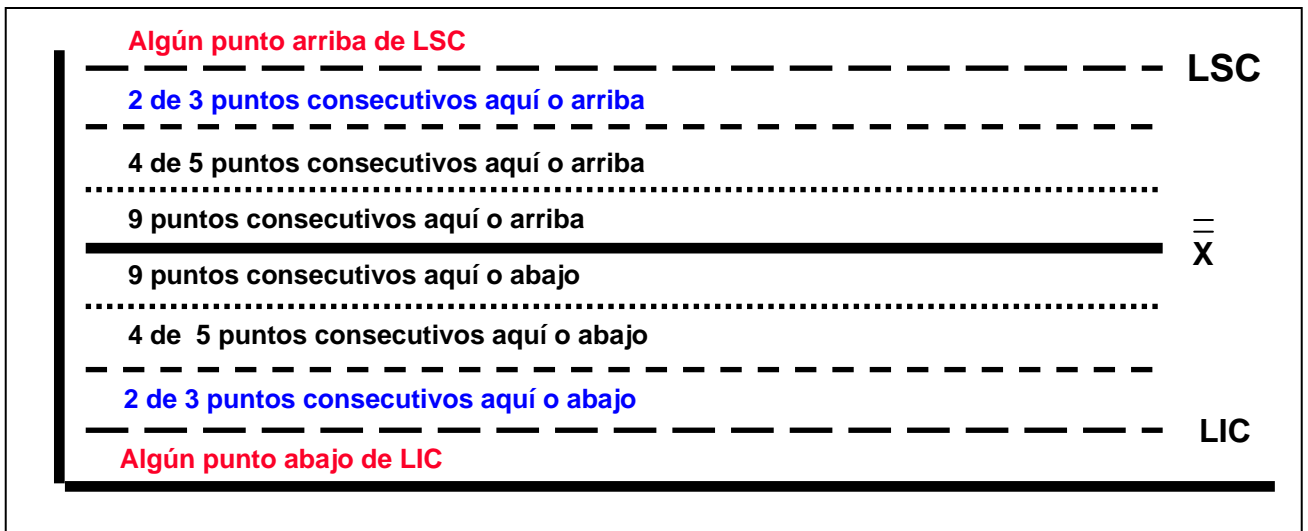 Algún punto arriba de LSC
LSC
2 de 3 puntos consecutivos aquí o arriba
4 de 5 puntos consecutivos aquí o arriba
9 puntos consecutivos aquí o arriba
X
9 puntos consecutivos aquí o abajo
4 de 5 puntos consecutivos aquí o abajo
2 de 3 puntos consecutivos aquí o abajo
LIC
Algún punto abajo de LIC